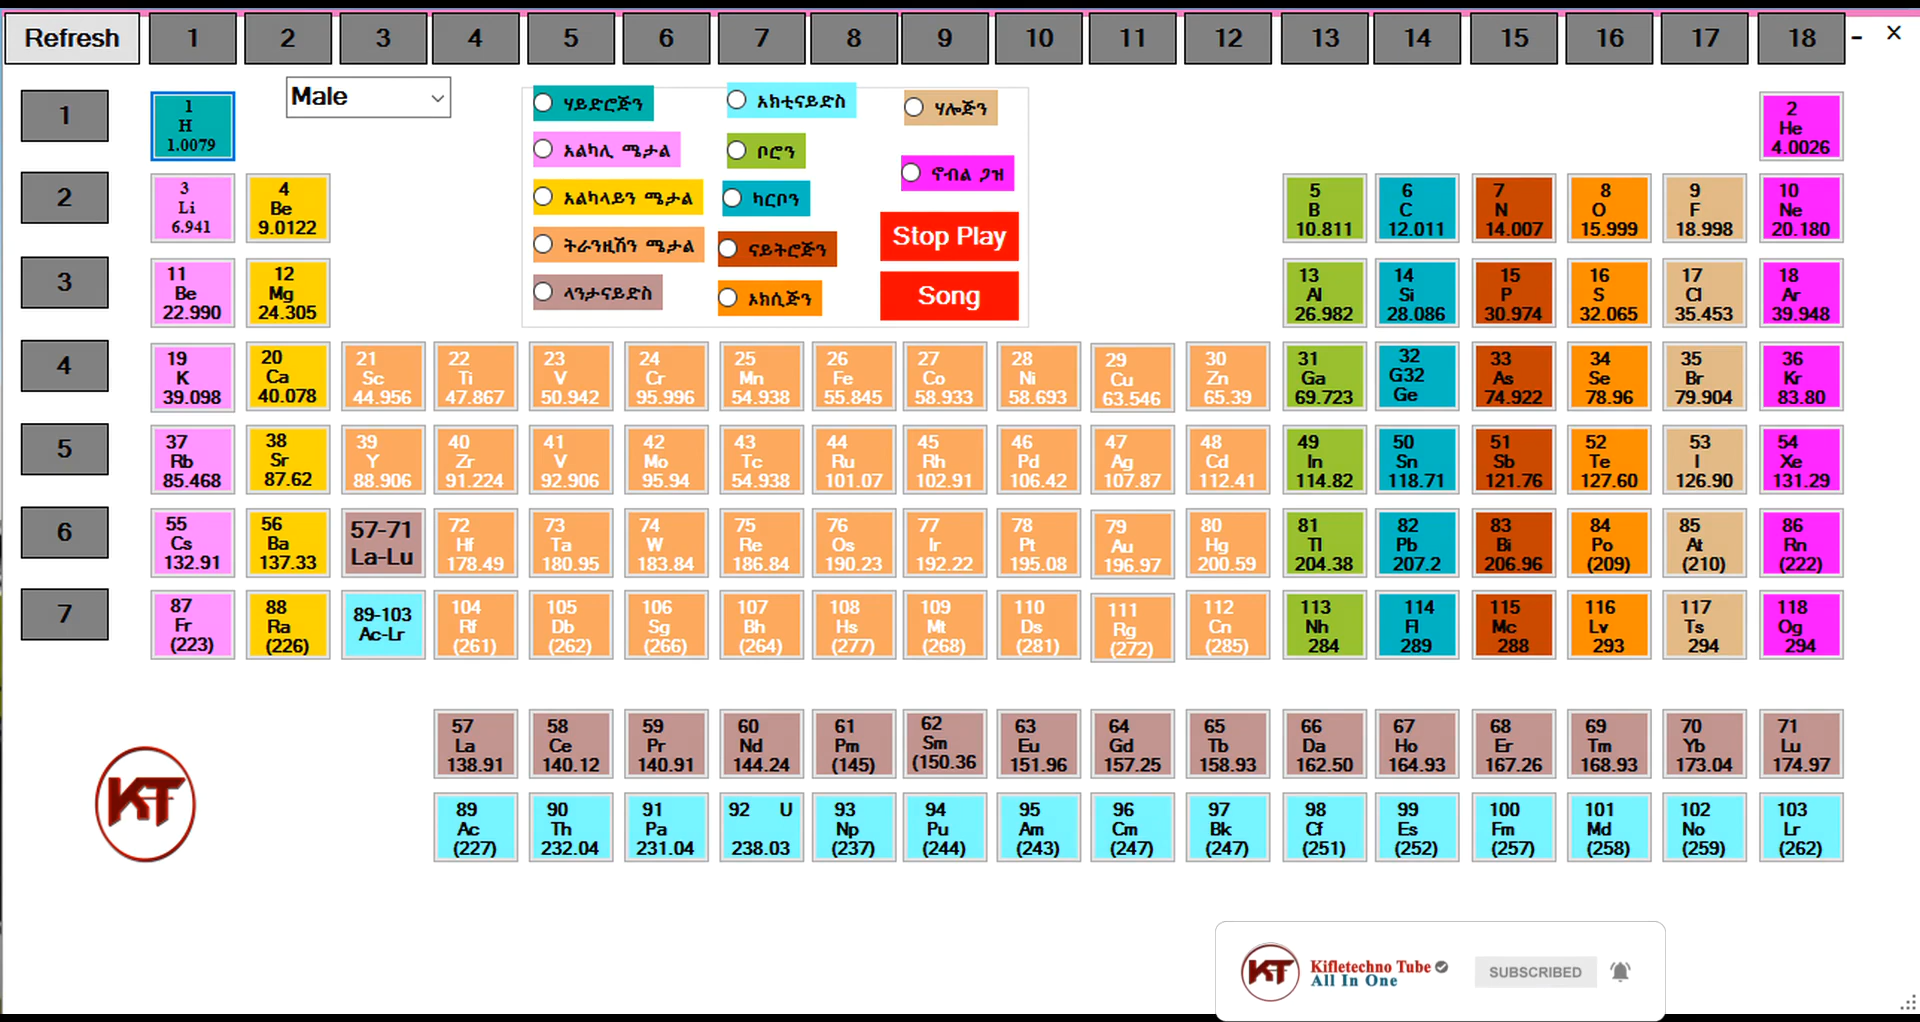 Refresh 1 2 3 4 5 6 7 8 9 10 11 12 13 14 15 16 17 18
Male
ሃይድሮጅን
አልካሊ ሜታል
አልካላይን ሜታል
ትራንዚሽን ሜታል
ላንታናይድስ
አክቲናይድስ
ቦሮን
ካርቦን
ናይትሮጅን
ኦክሲጅን
ሃሎጅን
ኖብል ጋዝ
Stop Play
Song
1
1 2
H He
1.0079 4.0026
2
3 4 5 6 7 8 9 10
Li Be B C N O F Ne
6.941 9.0122 10.811 12.011 14.007 15.999 18.998 20.180
3
11 12 13 14 15 16 17 18
Be Mg Al Si P S Cl Ar
22.990 24.305 26.982 28.086 30.974 32.065 35.453 39.948
4
19 20 21 22 23 24 25 26 27 28 29 30 31 32 33 34 35 36
K Ca Sc Ti V Cr Mn Fe Co Ni Cu Zn Ga G32 As Se Br Kr
39.098 40.078 44.956 47.867 50.942 95.996 54.938 55.845 58.933 58.693 63.546 65.39 69.723 Ge 74.922 78.96 79.904 83.80
5
37 38 39 40 41 42 43 44 45 46 47 48 49 50 51 52 53 54
Rb Sr Y Zr V Mo Tc Ru Rh Pd Ag Cd In Sn Sb Te I Xe
85.468 87.62 88.906 91.224 92.906 95.94 54.938 101.07 102.91 106.42 107.87 112.41 114.82 118.71 121.76 127.60 126.90 131.29
6
55 56 57-71 72 73 74 75 76 77 78 79 80 81 82 83 84 85 86
Cs Ba La-Lu Hf Ta W Re Os Ir Pt Au Hg Tl Pb Bi Po At Rn
132.91 137.33 178.49 180.95 183.84 186.84 190.23 192.22 195.08 196.97 200.59 204.38 207.2 206.96 (209) (210) (222)
7
87 88 89-103 104 105 106 107 108 109 110 111 112 113 114 115 116 117 118
Fr Ra Ac-Lr Rf Db Sg Bh Hs Mt Ds Rg Cn Nh Fl Mc Lv Ts Og
(223) (226) (261) (262) (266) (264) (277) (268) (281) (272) (285) 284 289 288 293 294 294
57 58 59 60 61 62 63 64 65 66 67 68 69 70 71
La Ce Pr Nd Pm Sm Eu Gd Tb Da Ho Er Tm Yb Lu
138.91 140.12 140.91 144.24 (145) (150.36 151.96 157.25 158.93 162.50 164.93 167.26 168.93 173.04 174.97
89 90 91 92 U 93 94 95 96 97 98 99 100 101 102 103
Ac Th Pa Np Pu Am Cm Bk Cf Es Fm Md No Lr
(227) 232.04 231.04 238.03 (237) (244) (243) (247) (247) (251) (252) (257) (258) (259) (262)
KT
KT
Kifletechno Tube
All In One
SUBSCRIBED